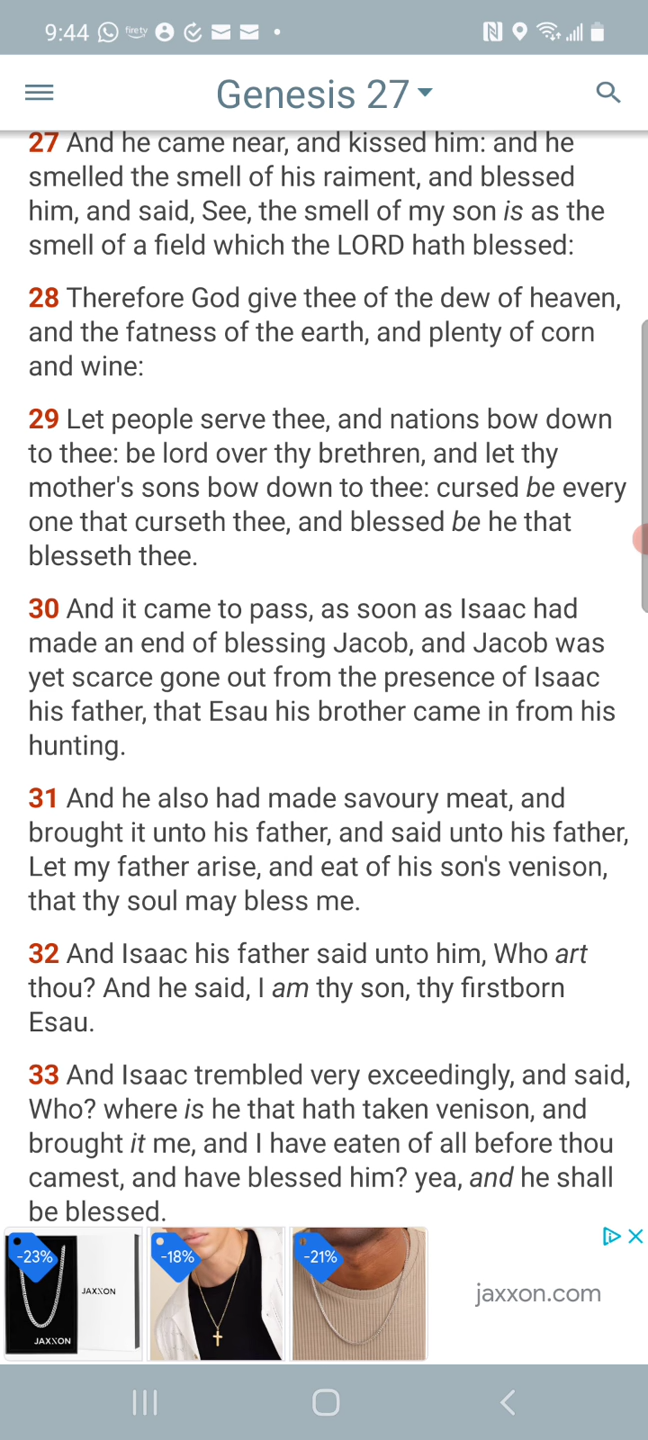 9:44 fire tv
Genesis 27
27 And he came near, and kissed him: and he
smelled the smell of his raiment, and blessed
him, and said, See, the smell of my son is as the
smell of a field which the LORD hath blessed:
28 Therefore God give thee of the dew of heaven,
and the fatness of the earth, and plenty of corn
and wine:
29 Let people serve thee, and nations bow down
to thee: be lord over thy brethren, and let thy
mother's sons bow down to thee: cursed be every
one that curseth thee, and blessed be he that
blesseth thee.
30 And it came to pass, as soon as Isaac had
made an end of blessing Jacob, and Jacob was
yet scarce gone out from the presence of Isaac
his father, that Esau his brother came in from his
hunting.
31 And he also had made savoury meat, and
brought it unto his father, and said unto his father,
Let my father arise, and eat of his son's venison,
that thy soul may bless me.
32 And Isaac his father said unto him, Who art
thou? And he said, I am thy son, thy firstborn
Esau.
33 And Isaac trembled very exceedingly, and said,
Who? where is he that hath taken venison, and
brought it me, and I have eaten of all before thou
camest, and have blessed him? yea, and he shall
be blessed.
-23% -18% -21%
JAXXON
JAXXON
jaxxon.com